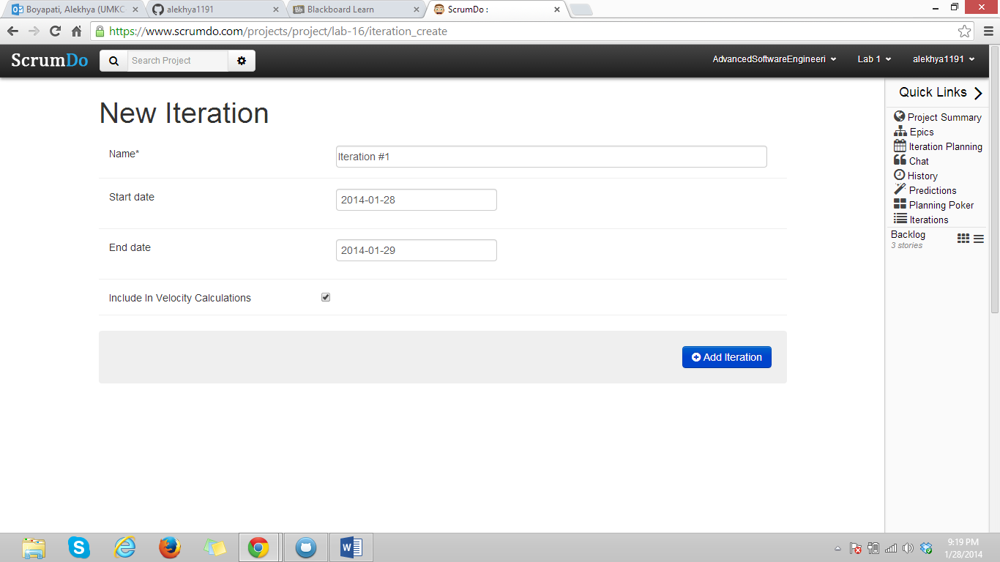 Boyapati, Alekhya (UMKC
alekhya1191
Blackboard Learn
ScrumDo :
https://www.scrumdo.com/projects/project/lab-16/iteration_create
ScrumDo
Search Project
AdvancedSoftwareEngineeri
Lab 1
alekhya1191
Quick Links
New Iteration
Name*
Iteration #1
Start date
2014-01-28
End date
2014-01-29
Include In Velocity Calculations
Add Iteration
Project Summary
Epics
Iteration Planning
Chat
History
Predictions
Planning Poker
Iterations
Backlog
3 stories
9:19 PM
1/28/2014